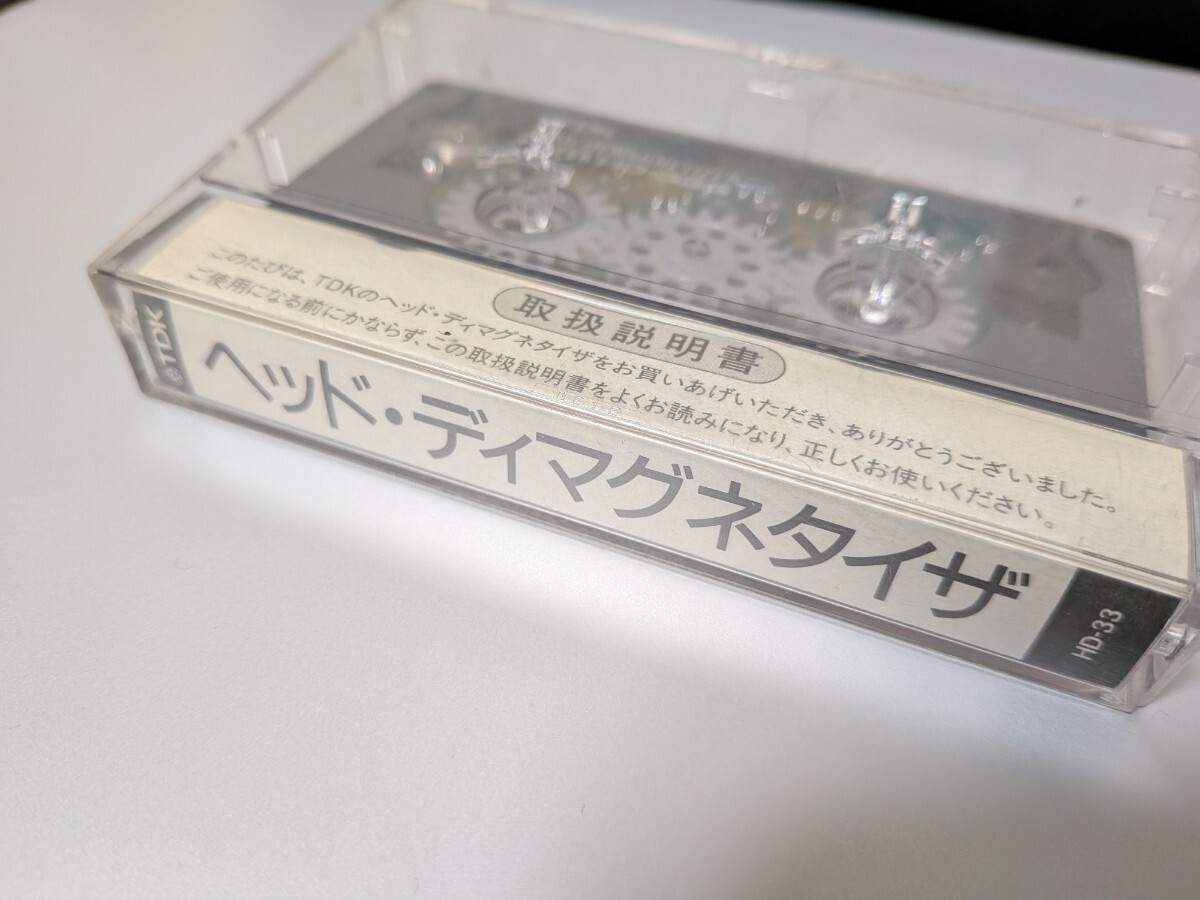 取扱説明書
このたびは、TDKのヘッド・ディマグネタイザをお買いあげいただき、ありがとうございました。
ご使用になる前にかならず、この取扱説明書をよくお読みになり、正しくお使いください。
TDK
ヘッド・ディマグネタイザ
HD-33